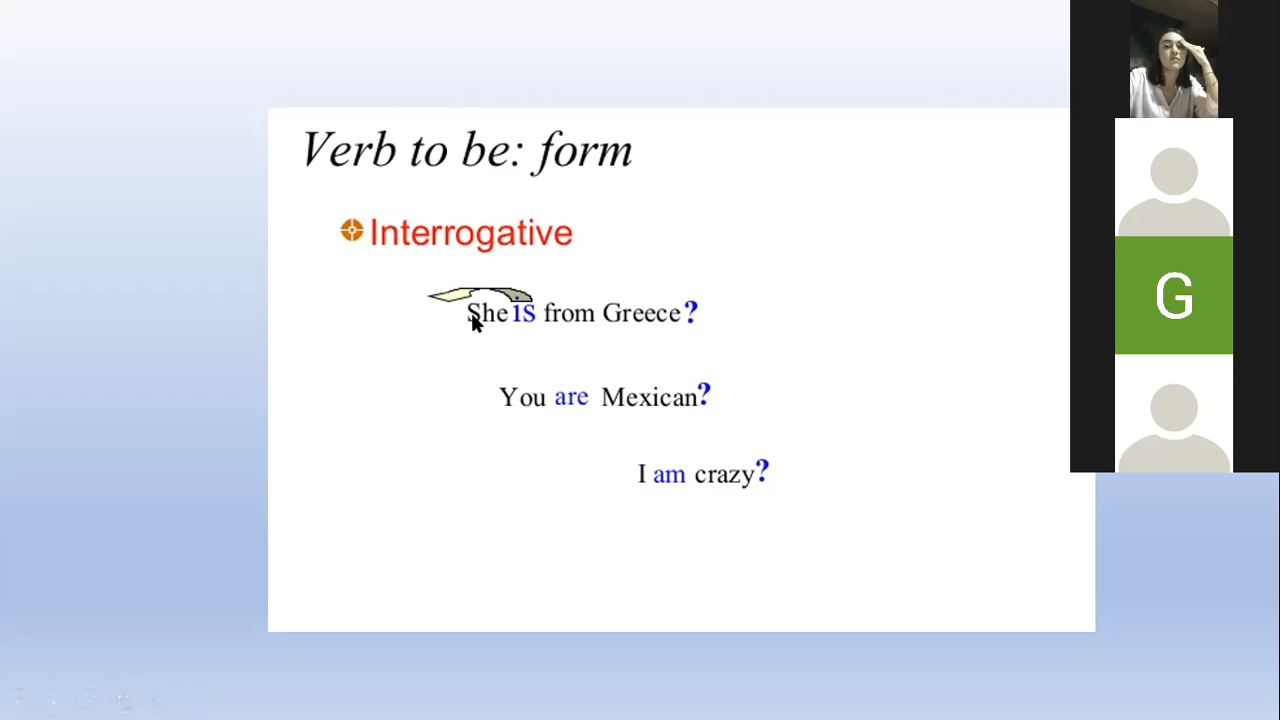 Verb to be: form
Interrogative
She is from Greece?
You are Mexican?
I am crazy?
G